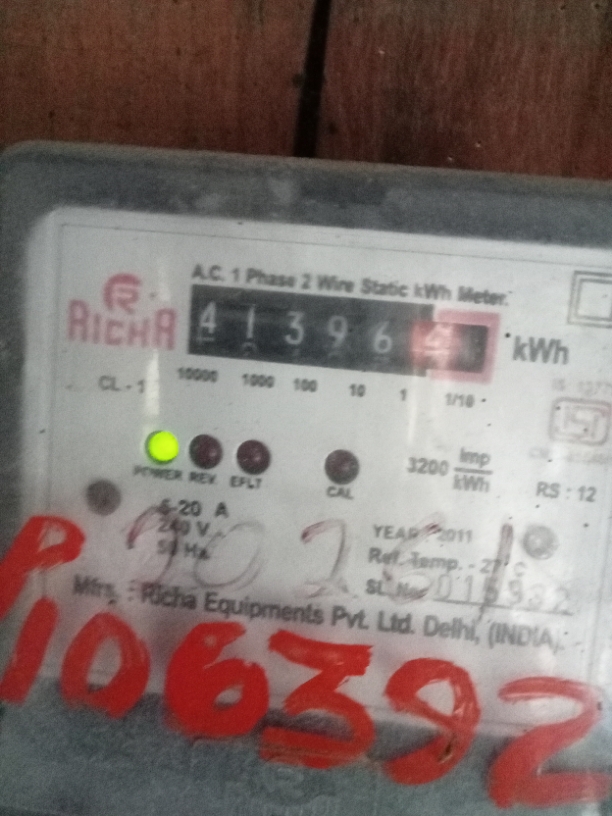 A.C. 1 Phase 2 Wire Static kWh Meter.
RICHA
4 1 3 9 6
kWh
CL - 1
10000 1000 100 10 1 1/10
POWER REV. EFLT
CAL
3200 Imp/kWh
RS : 12
5-20 A
240 V
50 Hz
YEAR 2011
Ref. Temp. - 27°C
SL.No.
Mfrs. : Richa Equipments Pvt. Ltd. Delhi, (INDIA).
P
106392